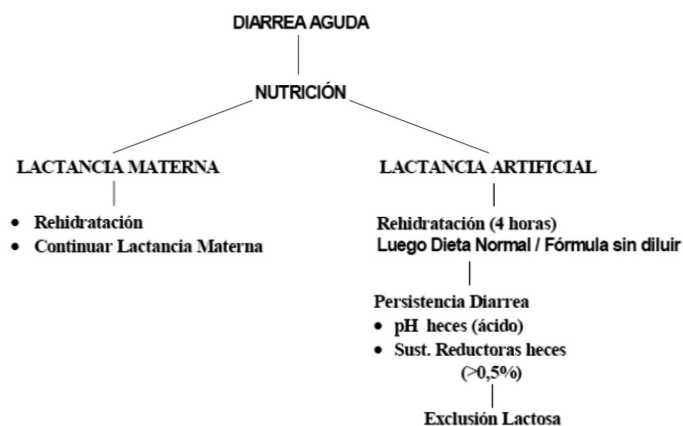 DIARREA AGUDA
NUTRICIÓN
LACTANCIA MATERNA
• Rehidratación
• Continuar Lactancia Materna
LACTANCIA ARTIFICIAL
Rehidratación (4 horas)
Luego Dieta Normal / Fórmula sin diluir
Persistencia Diarrea
• pH heces (ácido)
• Sust. Reductoras heces
(>0,5%)
Exclusión Lactosa